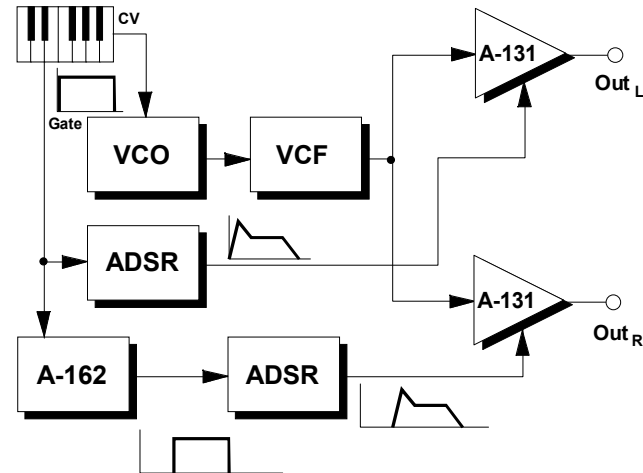 CV
A-131
Out L
Gate
VCO
VCF
ADSR
A-131
Out R
A-162
ADSR